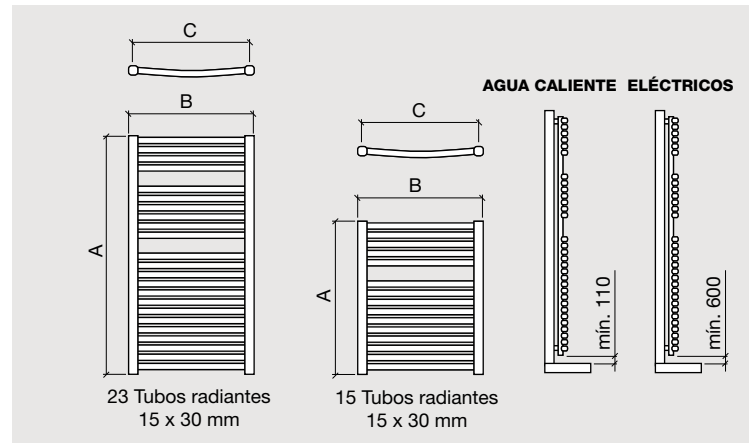 C
B
A
23 Tubos radiantes
15 x 30 mm
C
B
A
15 Tubos radiantes
15 x 30 mm
AGUA CALIENTE
ELÉCTRICOS
mín. 110
mín. 600